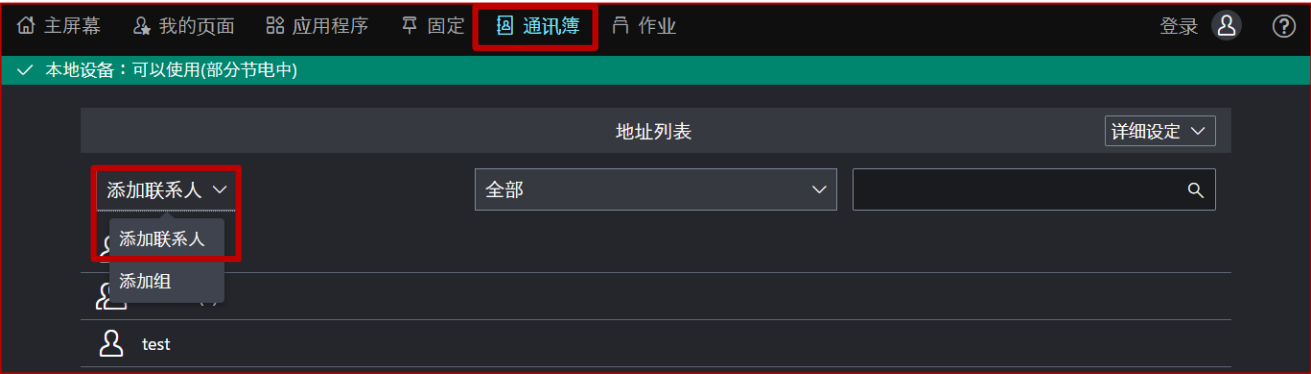 主屏幕 我的页面 应用程序 固定 通讯簿 作业 登录
本地设备：可以使用(部分节电中)
地址列表 详细设定
添加联系人 全部
添加联系人
添加组
test